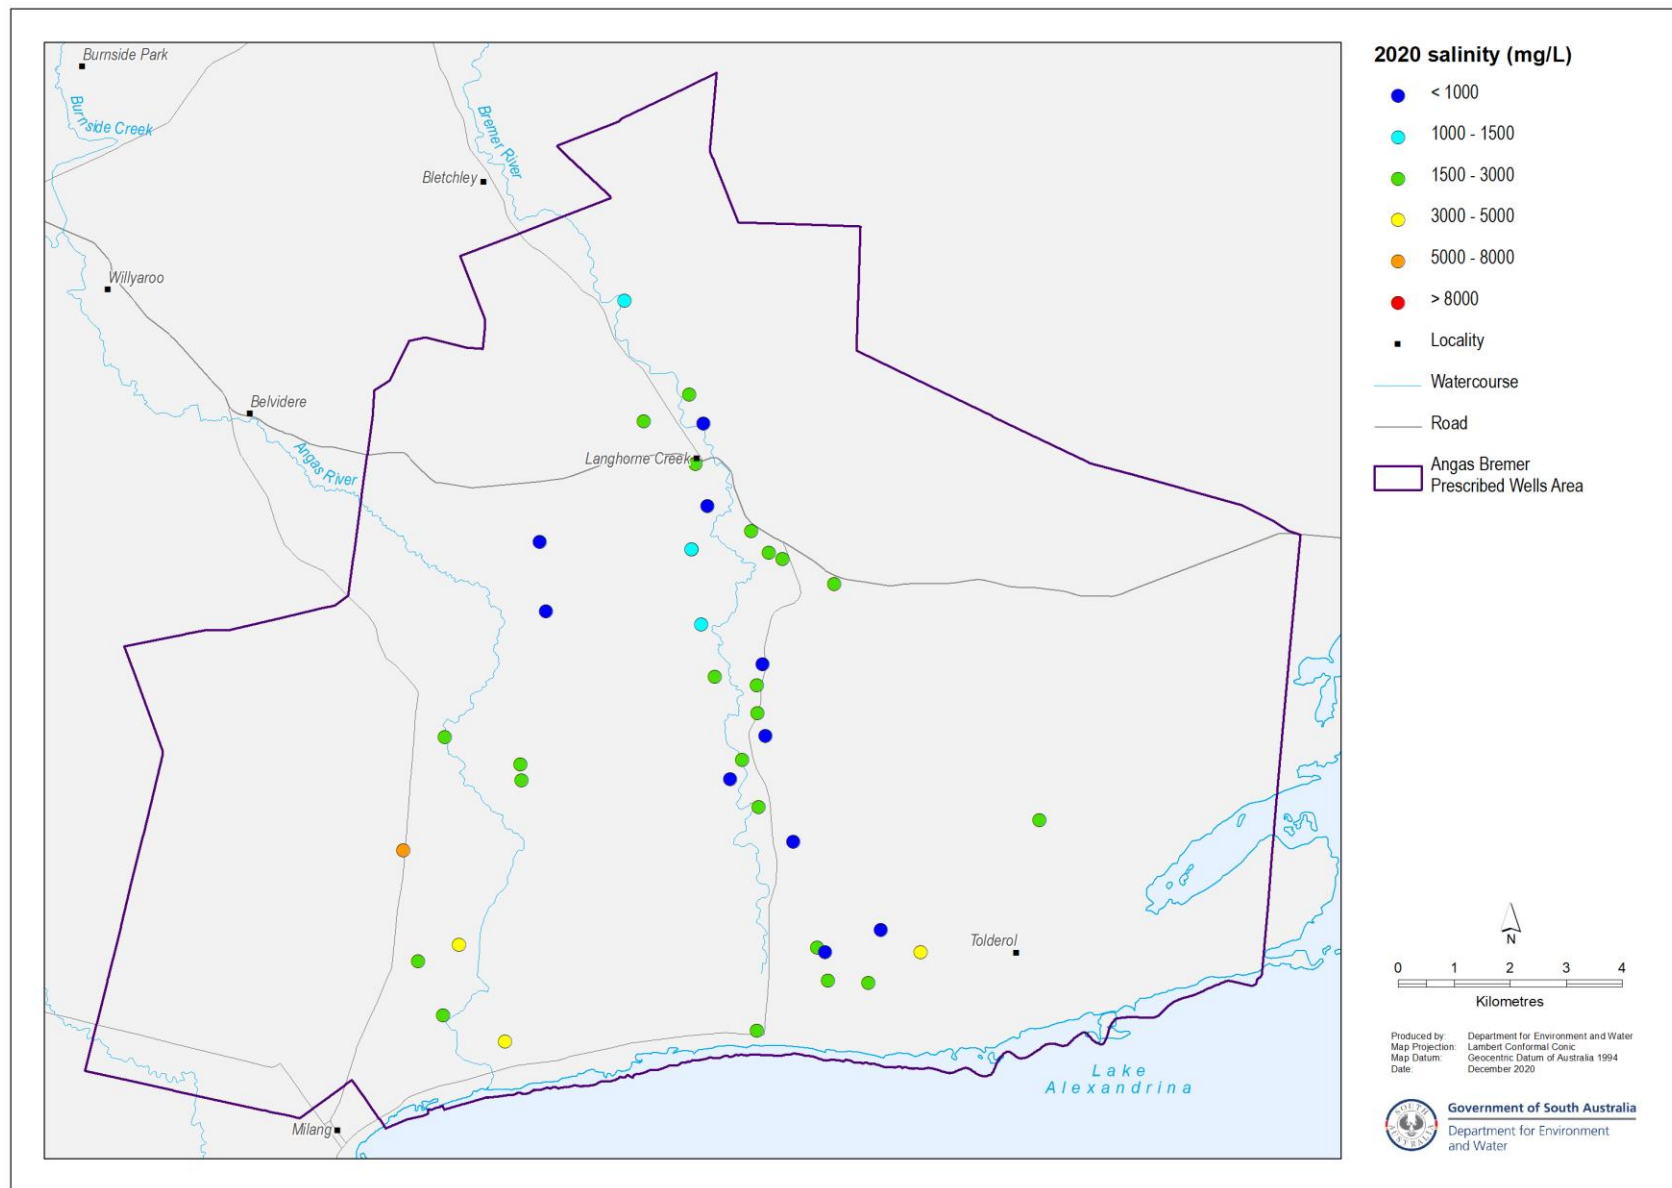 Burnside Park
Burnside Creek
Bremer River
Bletchley
Willyaroo
Belvidere
Angas River
Langhorne Creek
Tolderol
Lake
Alexandrina
Milang
2020 salinity (mg/L)
< 1000
1000 - 1500
1500 - 3000
3000 - 5000
5000 - 8000
> 8000
Locality
Watercourse
Road
Angas Bremer
Prescribed Wells Area
N
0 1 2 3 4
Kilometres
Produced by: Department for Environment and Water
Map Projection: Lambert Conformal Conic
Map Datum: Geocentric Datum of Australia 1994
Date: December 2020
SOUTH AUSTRALIA
Government of South Australia
Department for Environment
and Water